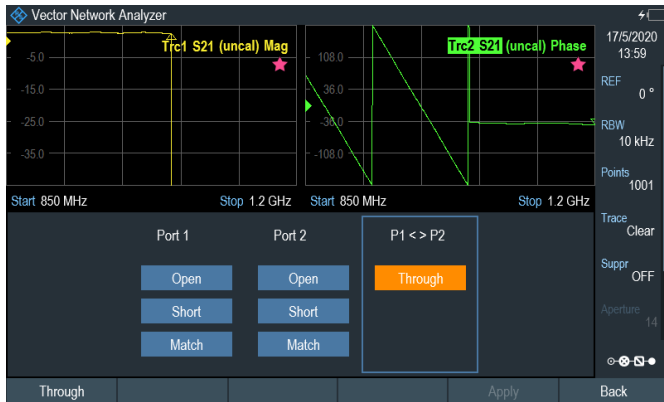 Vector Network Analyzer
17/5/2020
13:59
Trc1 S21 (uncal) Mag
-5.0
-15.0
-25.0
-35.0
Start 850 MHz
Stop 1.2 GHz
Trc2 S21 (uncal) Phase
108.0
36.0
-36.0
-108.0
Start 850 MHz
Stop 1.2 GHz
REF
0 °
RBW
10 kHz
Points
1001
Trace
Clear
Suppr
OFF
Aperture
14
Port 1
Port 2
P1 < > P2
Open
Open
Through
Short
Short
Match
Match
Through
Apply
Back